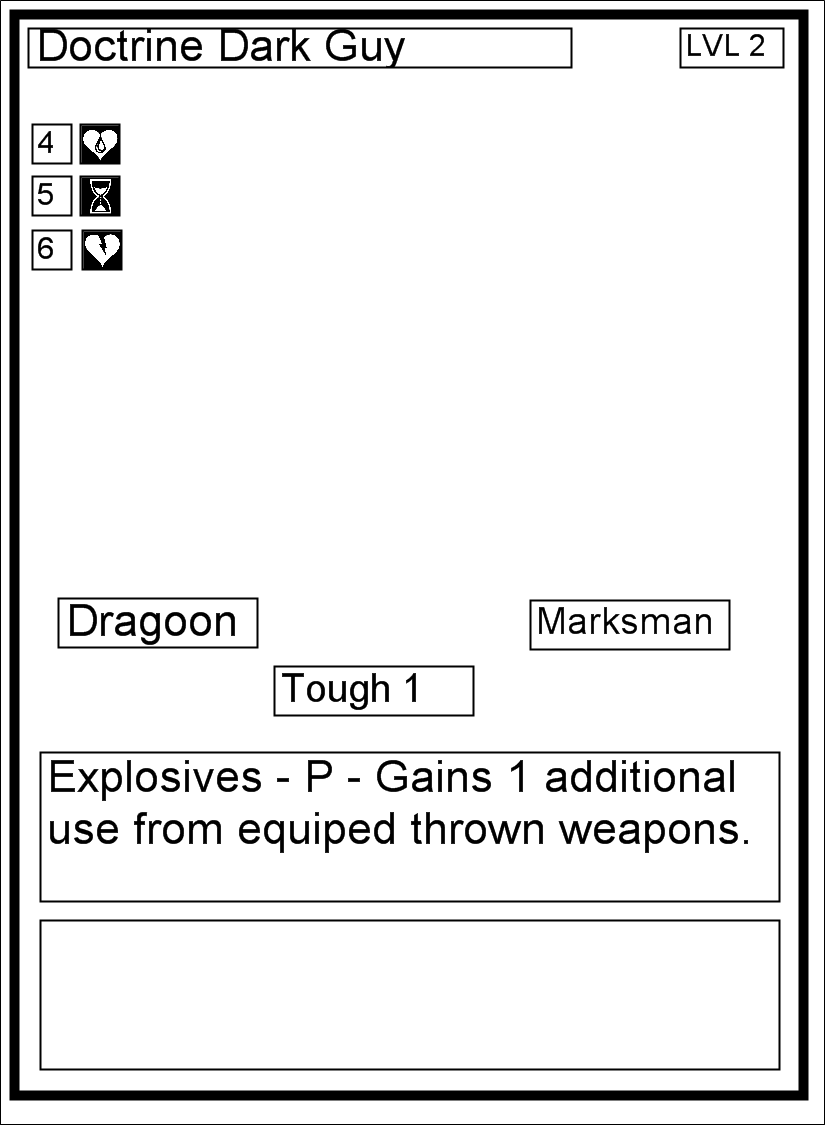 Doctrine Dark Guy
LVL 2
4
5
6
Dragoon
Marksman
Tough 1
Explosives - P - Gains 1 additional
use from equiped thrown weapons.